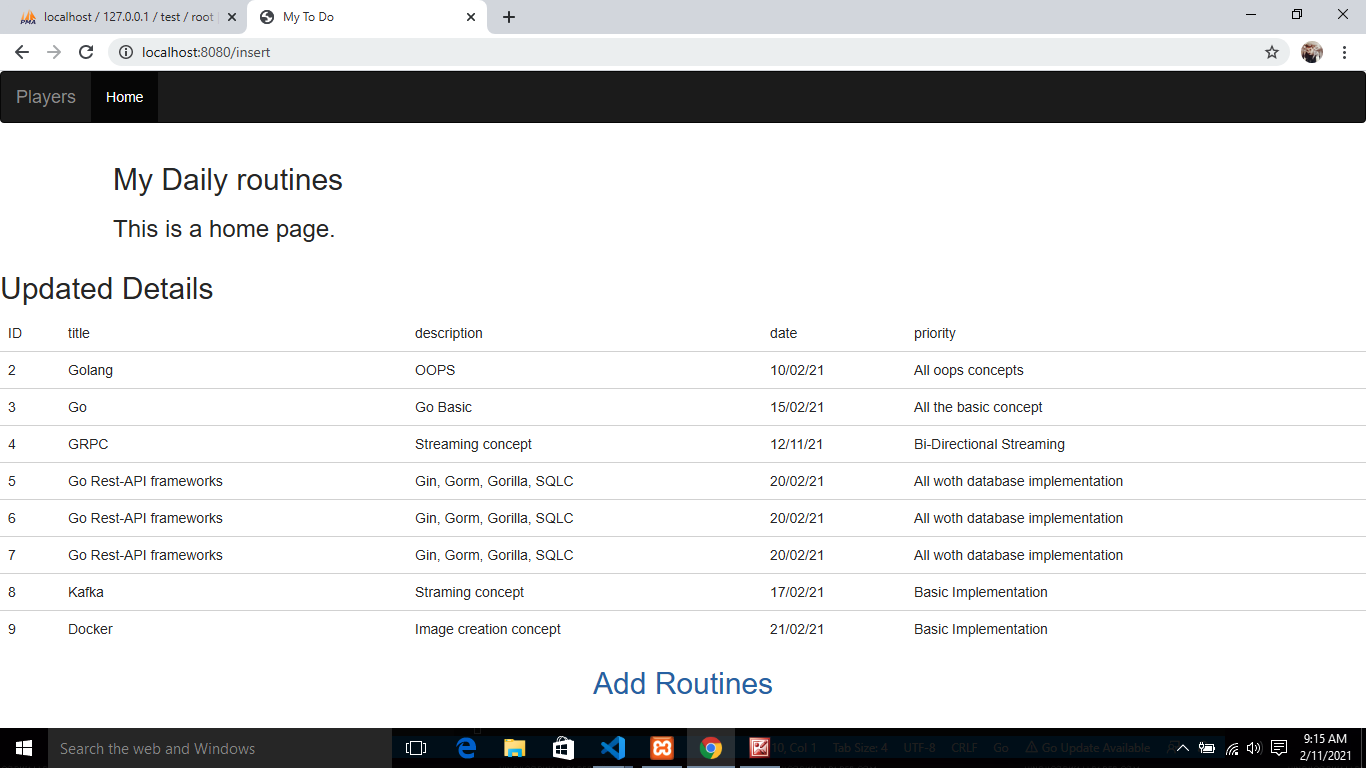 localhost / 127.0.0.1 / test / root
My To Do
localhost:8080/insert
Players Home
My Daily routines
This is a home page.
Updated Details
ID title description date priority
2 Golang OOPS 10/02/21 All oops concepts
3 Go Go Basic 15/02/21 All the basic concept
4 GRPC Streaming concept 12/11/21 Bi-Directional Streaming
5 Go Rest-API frameworks Gin, Gorm, Gorilla, SQLC 20/02/21 All woth database implementation
6 Go Rest-API frameworks Gin, Gorm, Gorilla, SQLC 20/02/21 All woth database implementation
7 Go Rest-API frameworks Gin, Gorm, Gorilla, SQLC 20/02/21 All woth database implementation
8 Kafka Straming concept 17/02/21 Basic Implementation
9 Docker Image creation concept 21/02/21 Basic Implementation
Add Routines
Search the web and Windows
10, Col 1 Tab Size: 4 UTF-8 CRLF Go Go Update Available
9:15 AM
2/11/2021